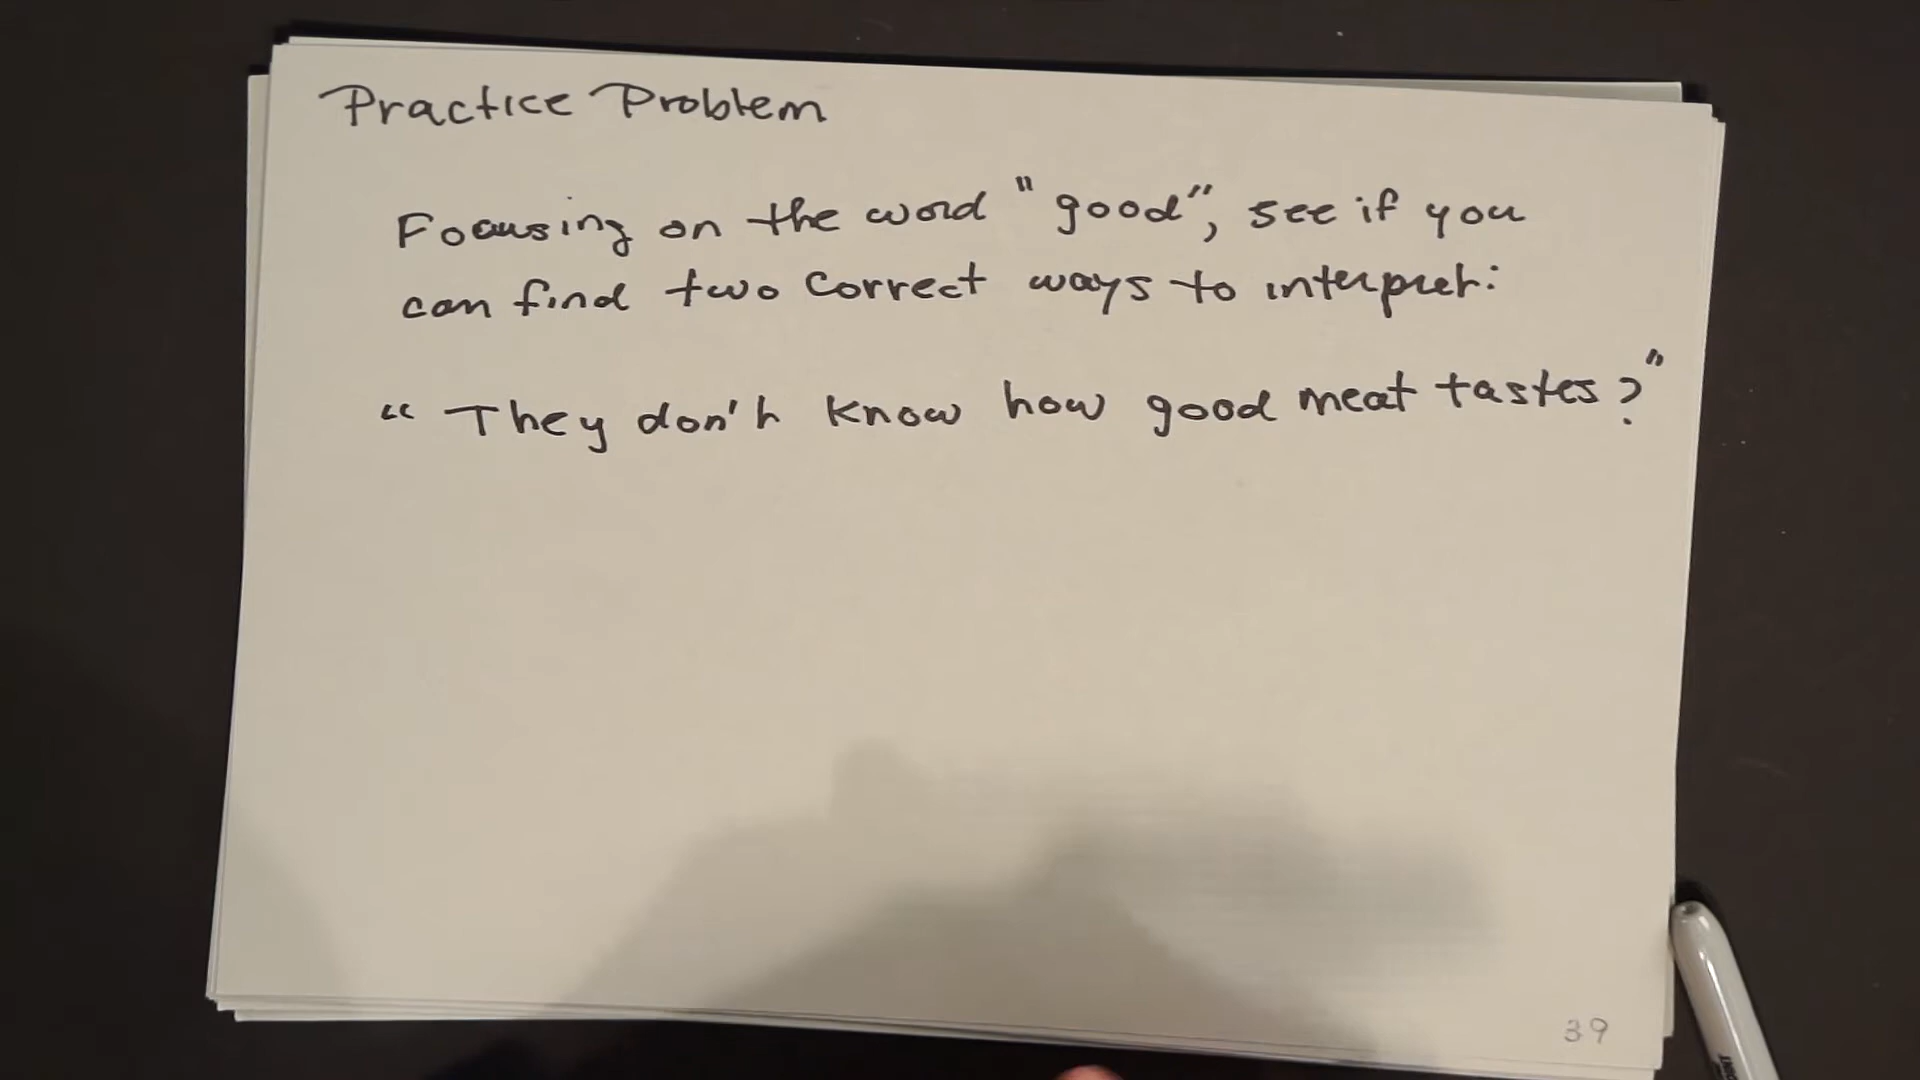 Practice Problem
Focusing on the word "good", see if you
can find two correct ways to interpret:
"They don't know how good meat tastes?"
39